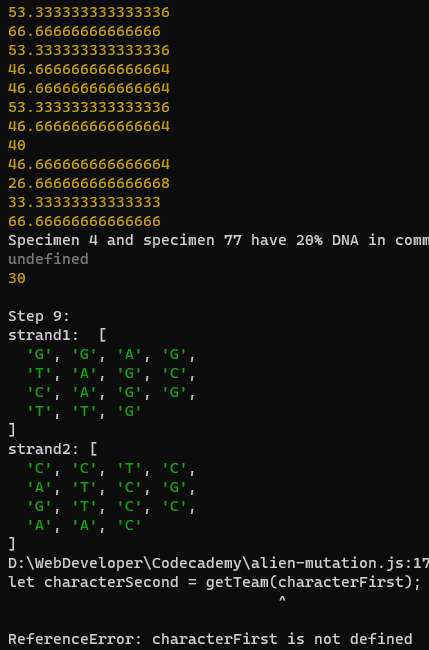 53.333333333333336
66.66666666666666
53.333333333333336
46.666666666666664
46.666666666666664
53.333333333333336
46.666666666666664
40
46.666666666666664
26.666666666666668
33.33333333333333
66.66666666666666
Specimen 4 and specimen 77 have 20% DNA in comm
undefined
30
Step 9:
strand1:  [
  'G', 'G', 'A', 'G',
  'T', 'A', 'G', 'C',
  'C', 'A', 'G', 'G',
  'T', 'T', 'G'
]
strand2: [
  'C', 'C', 'T', 'C',
  'A', 'T', 'C', 'G',
  'G', 'T', 'C', 'C',
  'A', 'A', 'C'
]
D:\WebDeveloper\Codecademy\alien-mutation.js:17
let characterSecond = getTeam(characterFirst);
                              ^
ReferenceError: characterFirst is not defined